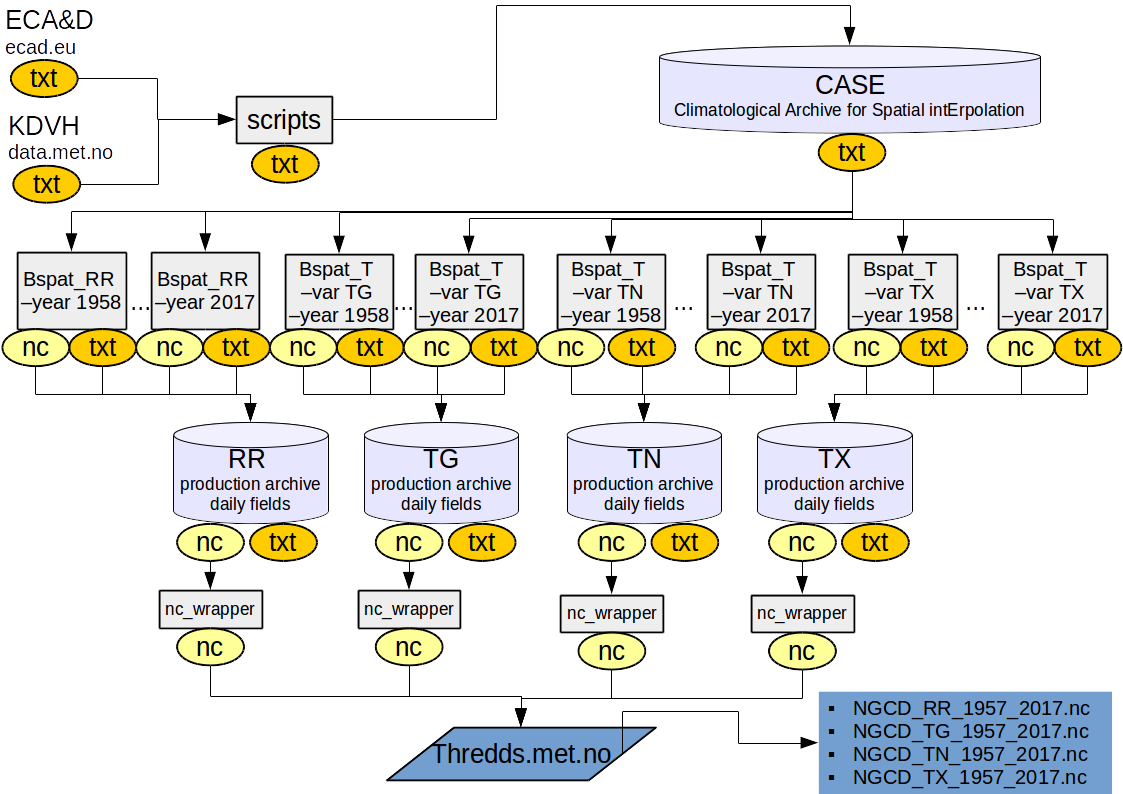 ECA&D
ecad.eu
txt
KDVH
data.met.no
txt
scripts
txt
CASE
Climatological Archive for Spatial intErpolation
txt
Bspat_RR
–year 1958
...
Bspat_RR
–year 2017
Bspat_T
–var TG
–year 1958
...
Bspat_T
–var TG
–year 2017
Bspat_T
–var TN
–year 1958
...
Bspat_T
–var TN
–year 2017
Bspat_T
–var TX
–year 1958
...
Bspat_T
–var TX
–year 2017
nc txt nc txt nc txt nc txt nc txt nc txt nc txt nc txt
RR
production archive
daily fields
TG
production archive
daily fields
TN
production archive
daily fields
TX
production archive
daily fields
nc txt nc txt nc txt nc txt
nc_wrapper nc_wrapper nc_wrapper nc_wrapper
nc nc nc nc
Thredds.met.no
▪ NGCD_RR_1957_2017.nc
▪ NGCD_TG_1957_2017.nc
▪ NGCD_TN_1957_2017.nc
▪ NGCD_TX_1957_2017.nc